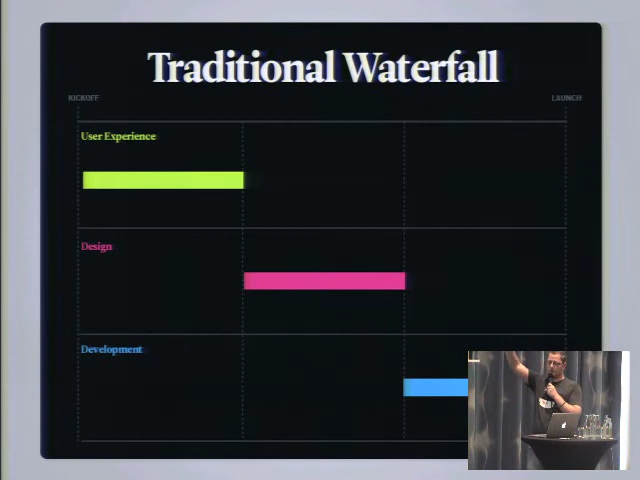 Traditional Waterfall
KICKOFF
LAUNCH
User Experience
Design
Development